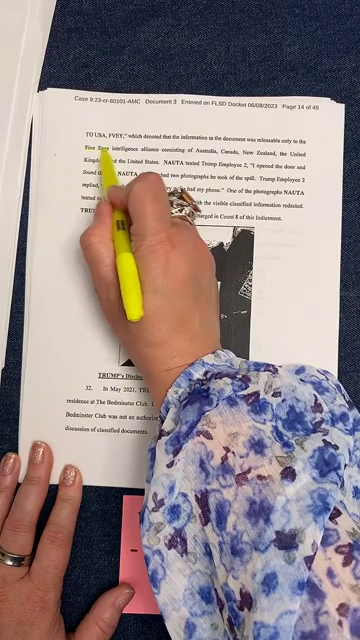 Case 9:23-cr-80101-AMC Document 3 Entered on FLSD Docket 06/08/2023 Page 14 of 49
TO USA, FVEY," which denoted that the information in the document was releasable only to the
Five Eyes intelligence alliance consisting of Australia, Canada, New Zealand, the United
and the United States. NAUTA texted Trump Employee 2, "I opened the door and
found NAUTA two photographs he took of the spill. Trump Employee 2
replied, had my phone." One of the photographs NAUTA
texted to with the visible classified information redacted.
in Count 8 of this Indictment.
TRUMP's
32. In May 2021,
residence at The Bedminster Club.
Bedminster Club was not an
discussion of classified documents.